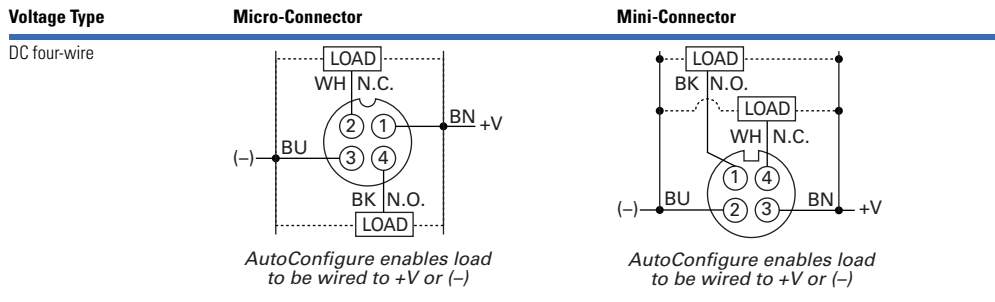 Voltage Type Micro-Connector Mini-Connector
DC four-wire
LOAD
WH N.C.
2 1
BN +V
(–) BU
3 4
BK N.O.
LOAD
AutoConfigure enables load
to be wired to +V or (–)
LOAD
BK N.O.
LOAD
WH N.C.
1 4
(–) BU
2 3
BN +V
AutoConfigure enables load
to be wired to +V or (–)